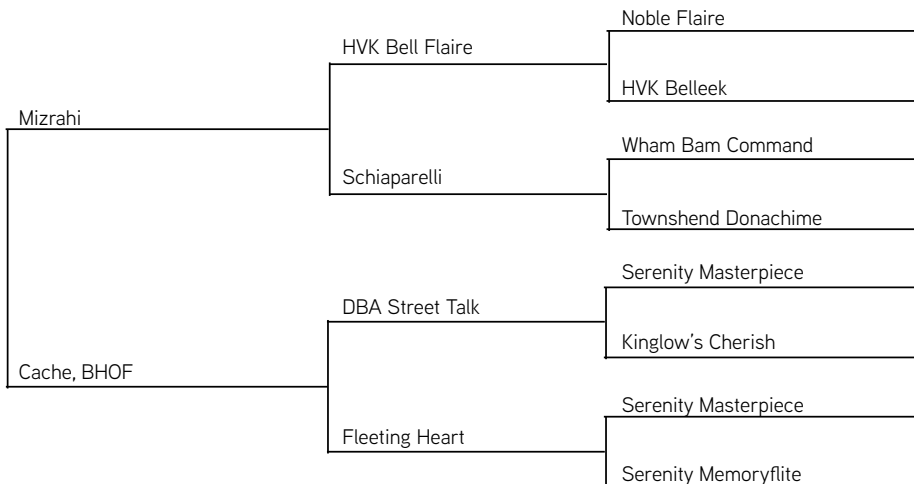 Noble Flaire
HVK Bell Flaire
HVK Belleek
Mizrahi
Wham Bam Command
Schiaparelli
Townshend Donachime
Serenity Masterpiece
DBA Street Talk
Kinglow's Cherish
Cache, BHOF
Serenity Masterpiece
Fleeting Heart
Serenity Memoryflite